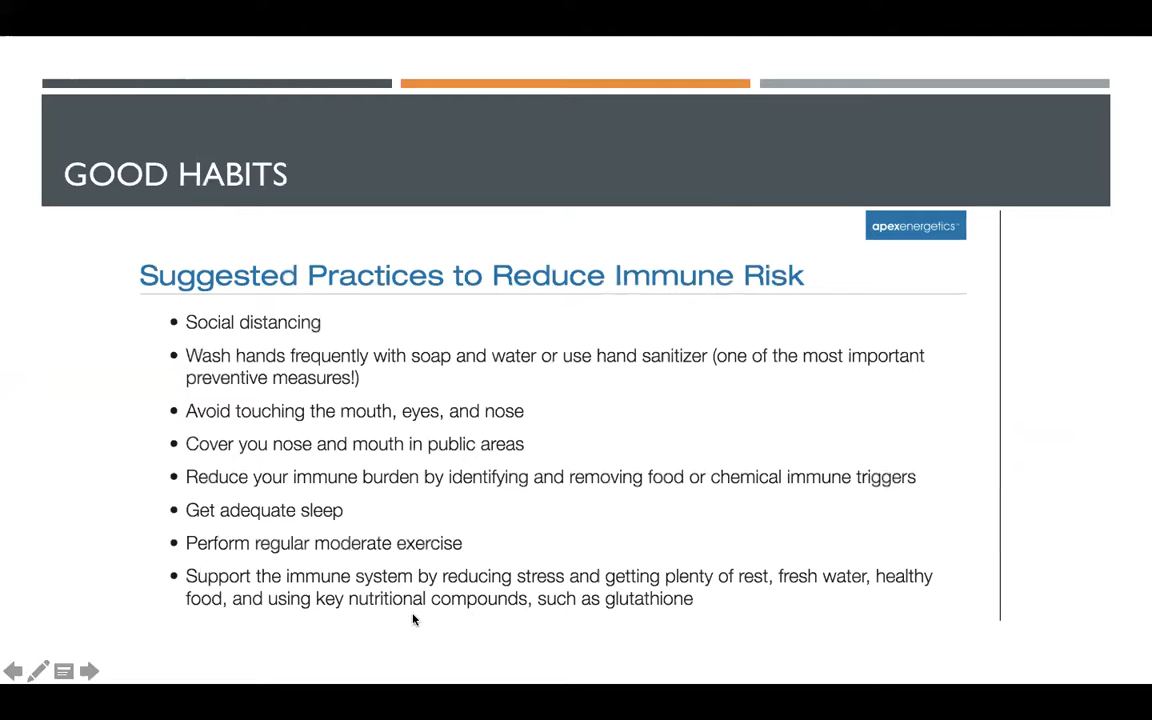 GOOD HABITS
apexenergetics™
Suggested Practices to Reduce Immune Risk
• Social distancing
• Wash hands frequently with soap and water or use hand sanitizer (one of the most important
preventive measures!)
• Avoid touching the mouth, eyes, and nose
• Cover you nose and mouth in public areas
• Reduce your immune burden by identifying and removing food or chemical immune triggers
• Get adequate sleep
• Perform regular moderate exercise
• Support the immune system by reducing stress and getting plenty of rest, fresh water, healthy
food, and using key nutritional compounds, such as glutathione